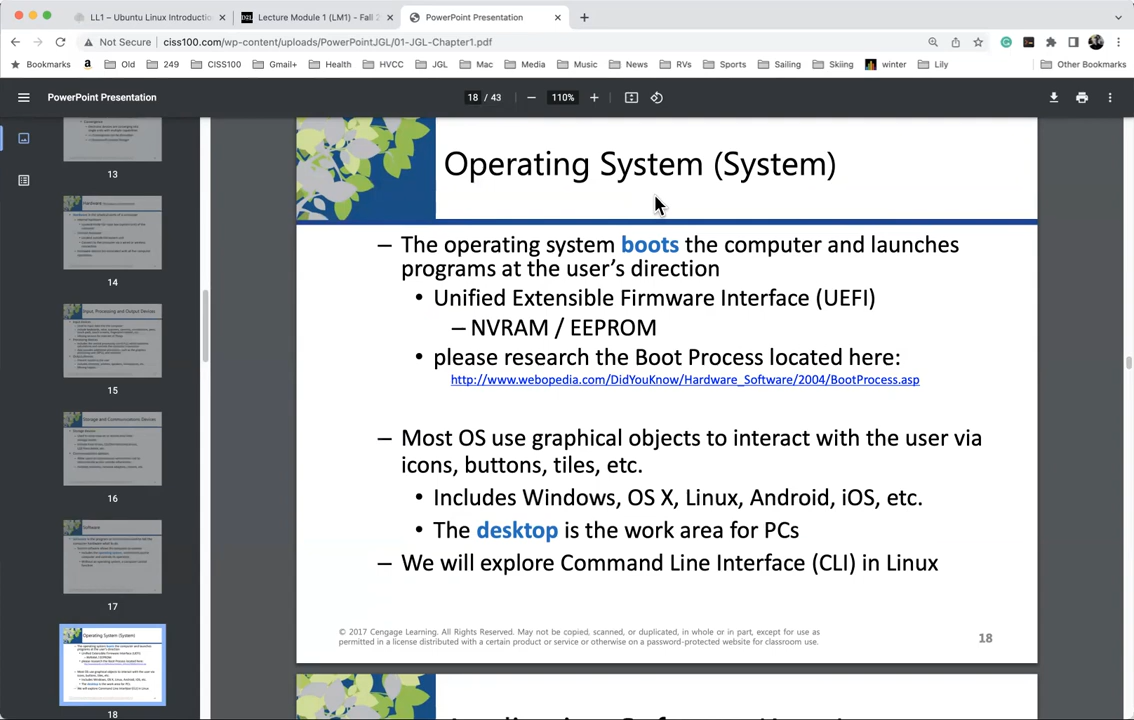 LL1 – Ubuntu Linux Introductio
Lecture Module 1 (LM1) - Fall 2
PowerPoint Presentation
Not Secure
ciss100.com/wp-content/uploads/PowerPointJGL/01-JGL-Chapter1.pdf
Bookmarks
Old
249
CISS100
Gmail+
Health
HVCC
JGL
Mac
Media
Music
News
RVs
Sports
Sailing
Skiing
winter
Lily
Other Bookmarks
PowerPoint Presentation
18 / 43
110%
13
14
15
16
Software
17
Operating System (System)
18
Operating System (System)
– The operating system boots the computer and launches
programs at the user's direction
• Unified Extensible Firmware Interface (UEFI)
– NVRAM / EEPROM
• please research the Boot Process located here:
http://www.webopedia.com/DidYouKnow/Hardware_Software/2004/BootProcess.asp
– Most OS use graphical objects to interact with the user via
icons, buttons, tiles, etc.
• Includes Windows, OS X, Linux, Android, iOS, etc.
• The desktop is the work area for PCs
– We will explore Command Line Interface (CLI) in Linux
© 2017 Cengage Learning. All Rights Reserved. May not be copied, scanned, or duplicated, in whole or in part, except for use as
permitted in a license distributed with a certain product or service or otherwise on a password-protected website for classroom use.
18